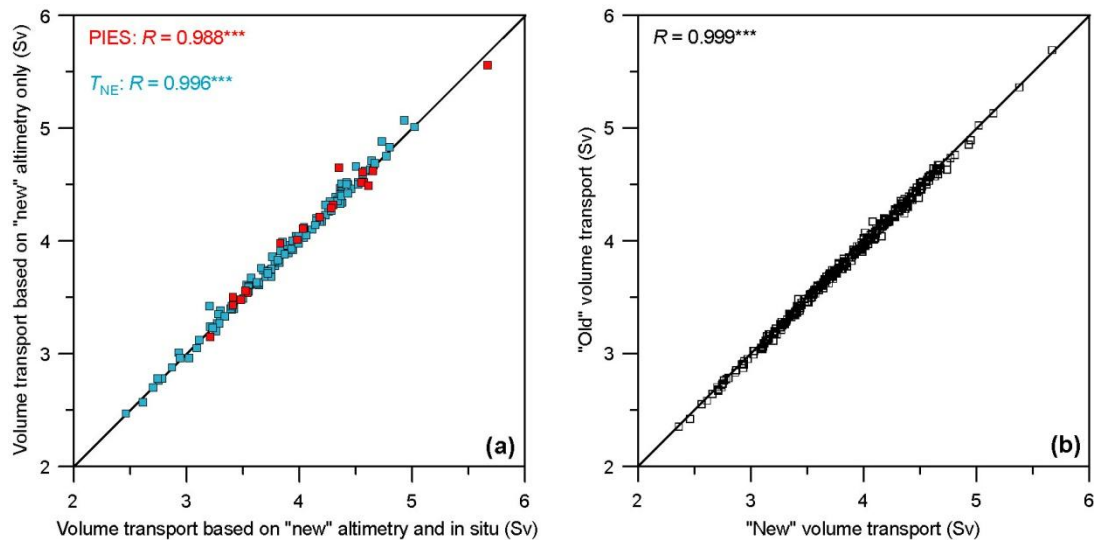 6
5
4
3
2
Volume transport based on "new" altimetry only (Sv)
PIES: R = 0.988***
TNE: R = 0.996***
(a)
2 3 4 5 6
Volume transport based on "new" altimetry and in situ (Sv)
6
5
4
3
2
"Old" volume transport (Sv)
R = 0.999***
(b)
2 3 4 5 6
"New" volume transport (Sv)